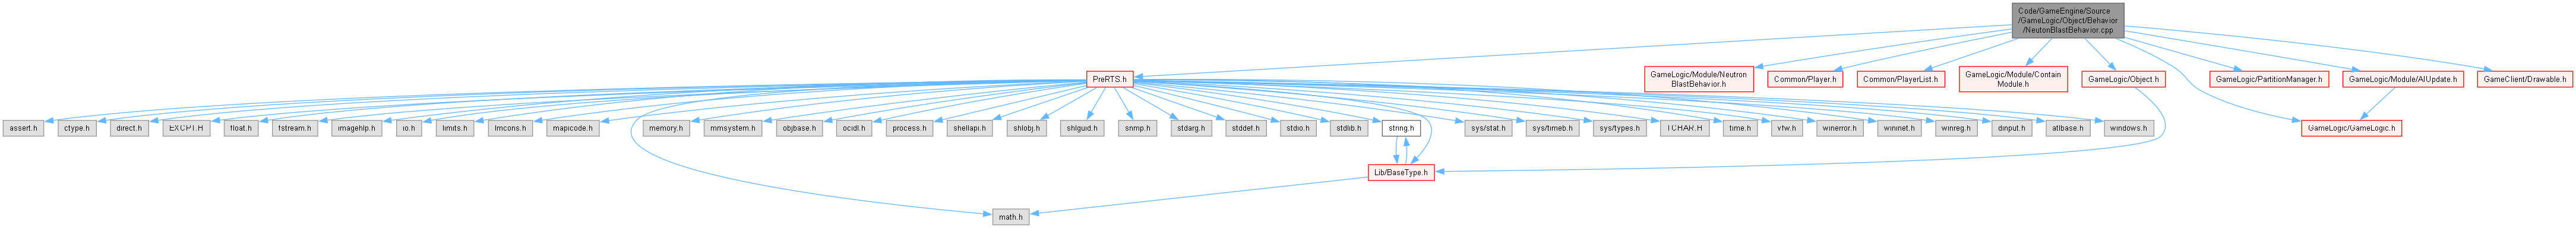 Code/GameEngine/Source
/GameLogic/Object/Behavior
/NeutonBlastBehavior.cpp
PreRTS.h
GameLogic/Module/Neutron
BlastBehavior.h
Common/Player.h
Common/PlayerList.h
GameLogic/Module/Contain
Module.h
GameLogic/Object.h
GameLogic/PartitionManager.h
GameLogic/Module/AIUpdate.h
GameClient/Drawable.h
assert.h
ctype.h
direct.h
EXCPT.H
float.h
fstream.h
imagehlp.h
io.h
limits.h
lmcons.h
mapicode.h
memory.h
mmsystem.h
objbase.h
ocidl.h
process.h
shellapi.h
shlobj.h
shlguid.h
snmp.h
stdarg.h
stddef.h
stdio.h
stdlib.h
string.h
sys/stat.h
sys/timeb.h
sys/types.h
TCHAR.H
time.h
vfw.h
winerror.h
wininet.h
winreg.h
dinput.h
atlbase.h
windows.h
GameLogic/GameLogic.h
Lib/BaseType.h
math.h